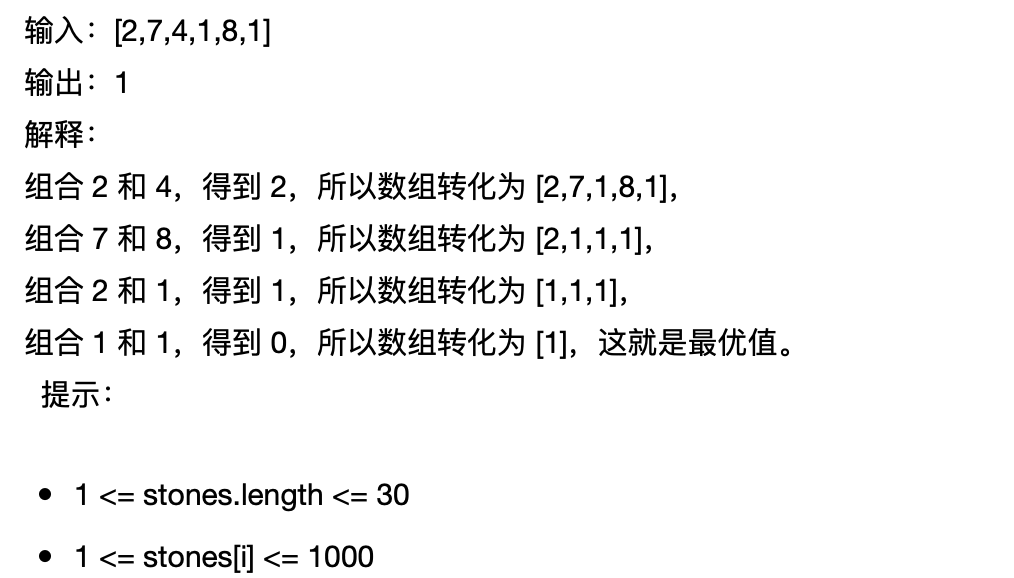 输入：[2,7,4,1,8,1]
输出：1
解释：
组合 2 和 4，得到 2，所以数组转化为 [2,7,1,8,1]，
组合 7 和 8，得到 1，所以数组转化为 [2,1,1,1]，
组合 2 和 1，得到 1，所以数组转化为 [1,1,1]，
组合 1 和 1，得到 0，所以数组转化为 [1]，这就是最优值。
提示：
• 1 <= stones.length <= 30
• 1 <= stones[i] <= 1000